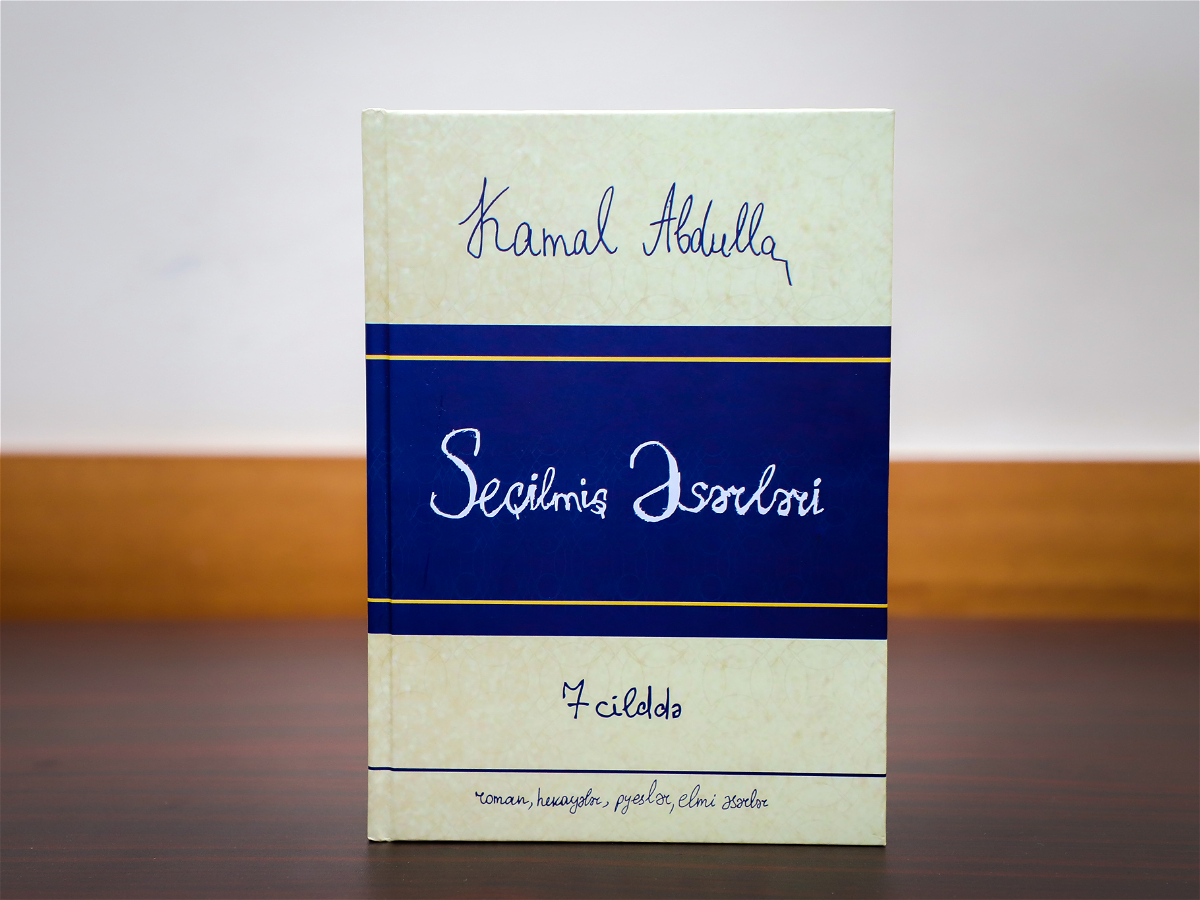 Kamal Abdulla
Seçilmiş Əsərləri
7 cilddə
roman, hekayələr, pyeslər, elmi əsərlər